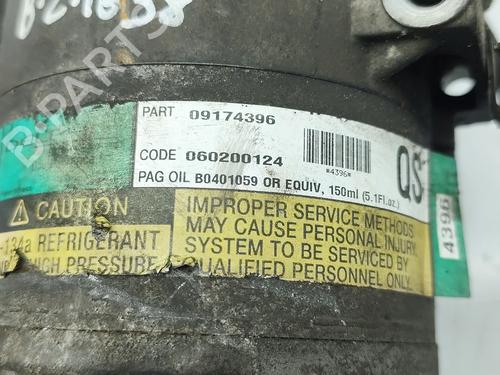 PART 09174396
CODE 060200124
*4396*
PAG OIL B0401059 OR EQUIV, 150ml (5.1Fl.oz.)
QS
4396
CAUTION
-134a REFRIGERANT
HIGH PRESSURE
IMPROPER SERVICE METHODS
MAY CAUSE PERSONAL INJURY.
SYSTEM TO BE SERVICED BY
QUALIFIED PERSONNEL ONLY.
B-PARTS